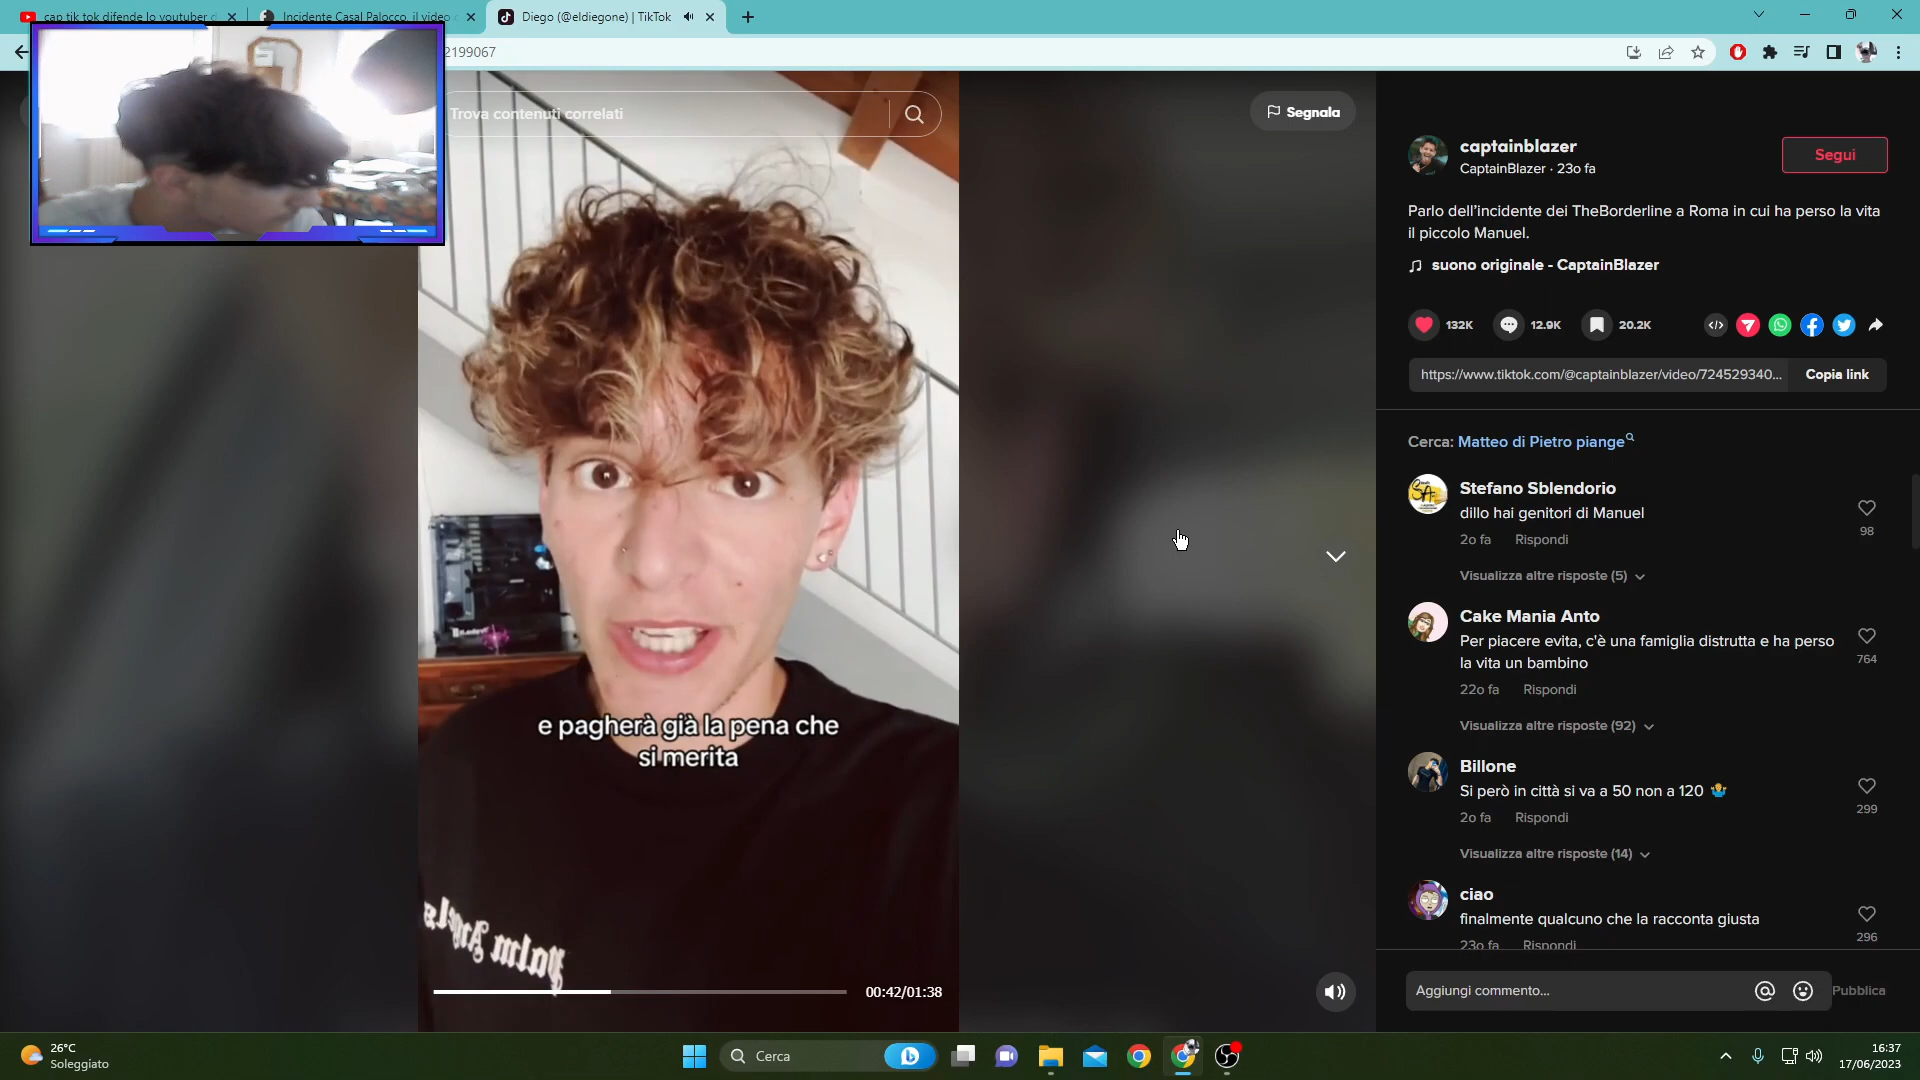 cap tik tok difende lo youtuber d
Incidente Casal Palocco, il video
Diego (@eldiegone) | TikTok
2199067
Trova contenuti correlati
Segnala
captainblazer
CaptainBlazer · 23o fa
Segui
Parlo dell'incidente dei TheBorderline a Roma in cui ha perso la vita
il piccolo Manuel.
suono originale - CaptainBlazer
132K
12.9K
20.2K
https://www.tiktok.com/@captainblazer/video/724529340...
Copia link
Cerca: Matteo di Pietro piange
Stefano Sblendorio
dillo hai genitori di Manuel
98
2o fa Rispondi
Visualizza altre risposte (5)
Cake Mania Anto
Per piacere evita, c'è una famiglia distrutta e ha perso
la vita un bambino
764
22o fa Rispondi
Visualizza altre risposte (92)
Billone
Si però in città si va a 50 non a 120
299
2o fa Rispondi
Visualizza altre risposte (14)
ciao
finalmente qualcuno che la racconta giusta
296
23o fa Rispondi
Aggiungi commento...
Pubblica
e pagherà già la pena che
si merita
Palm Angels
00:42/01:38
26°C
Soleggiato
Cerca
16:37
17/06/2023